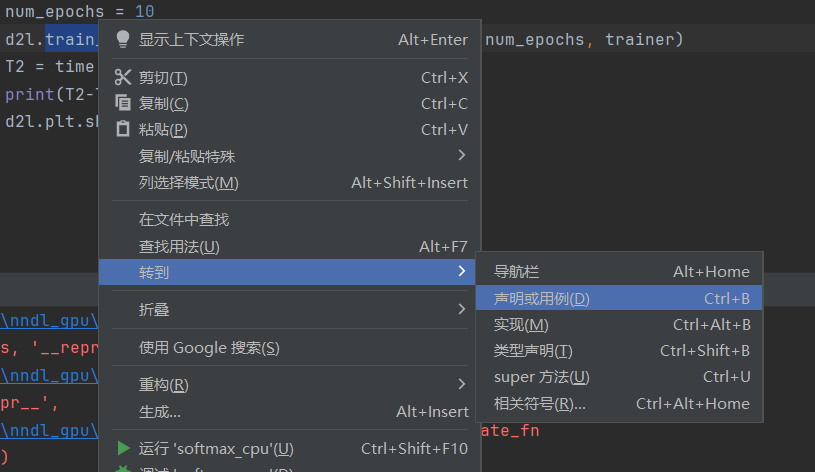 num_epochs = 10
d2l.train_ num_epochs, trainer)
T2 = time
print(T2-
d2l.plt.s
显示上下文操作 Alt+Enter
剪切(T) Ctrl+X
复制(C) Ctrl+C
粘贴(P) Ctrl+V
复制/粘贴特殊
列选择模式(M) Alt+Shift+Insert
在文件中查找
查找用法(U) Alt+F7
转到
折叠
使用 Google 搜索(S)
重构(R)
生成... Alt+Insert
运行 'softmax_cpu'(U) Ctrl+Shift+F10
导航栏 Alt+Home
声明或用例(D) Ctrl+B
实现(M) Ctrl+Alt+B
类型声明(T) Ctrl+Shift+B
super 方法(U) Ctrl+U
相关符号(R)... Ctrl+Alt+Home
\nndl_gpu\
s, '__repr
\nndl_gpu\
pr__',
\nndl_gpu\ ate_fn
)